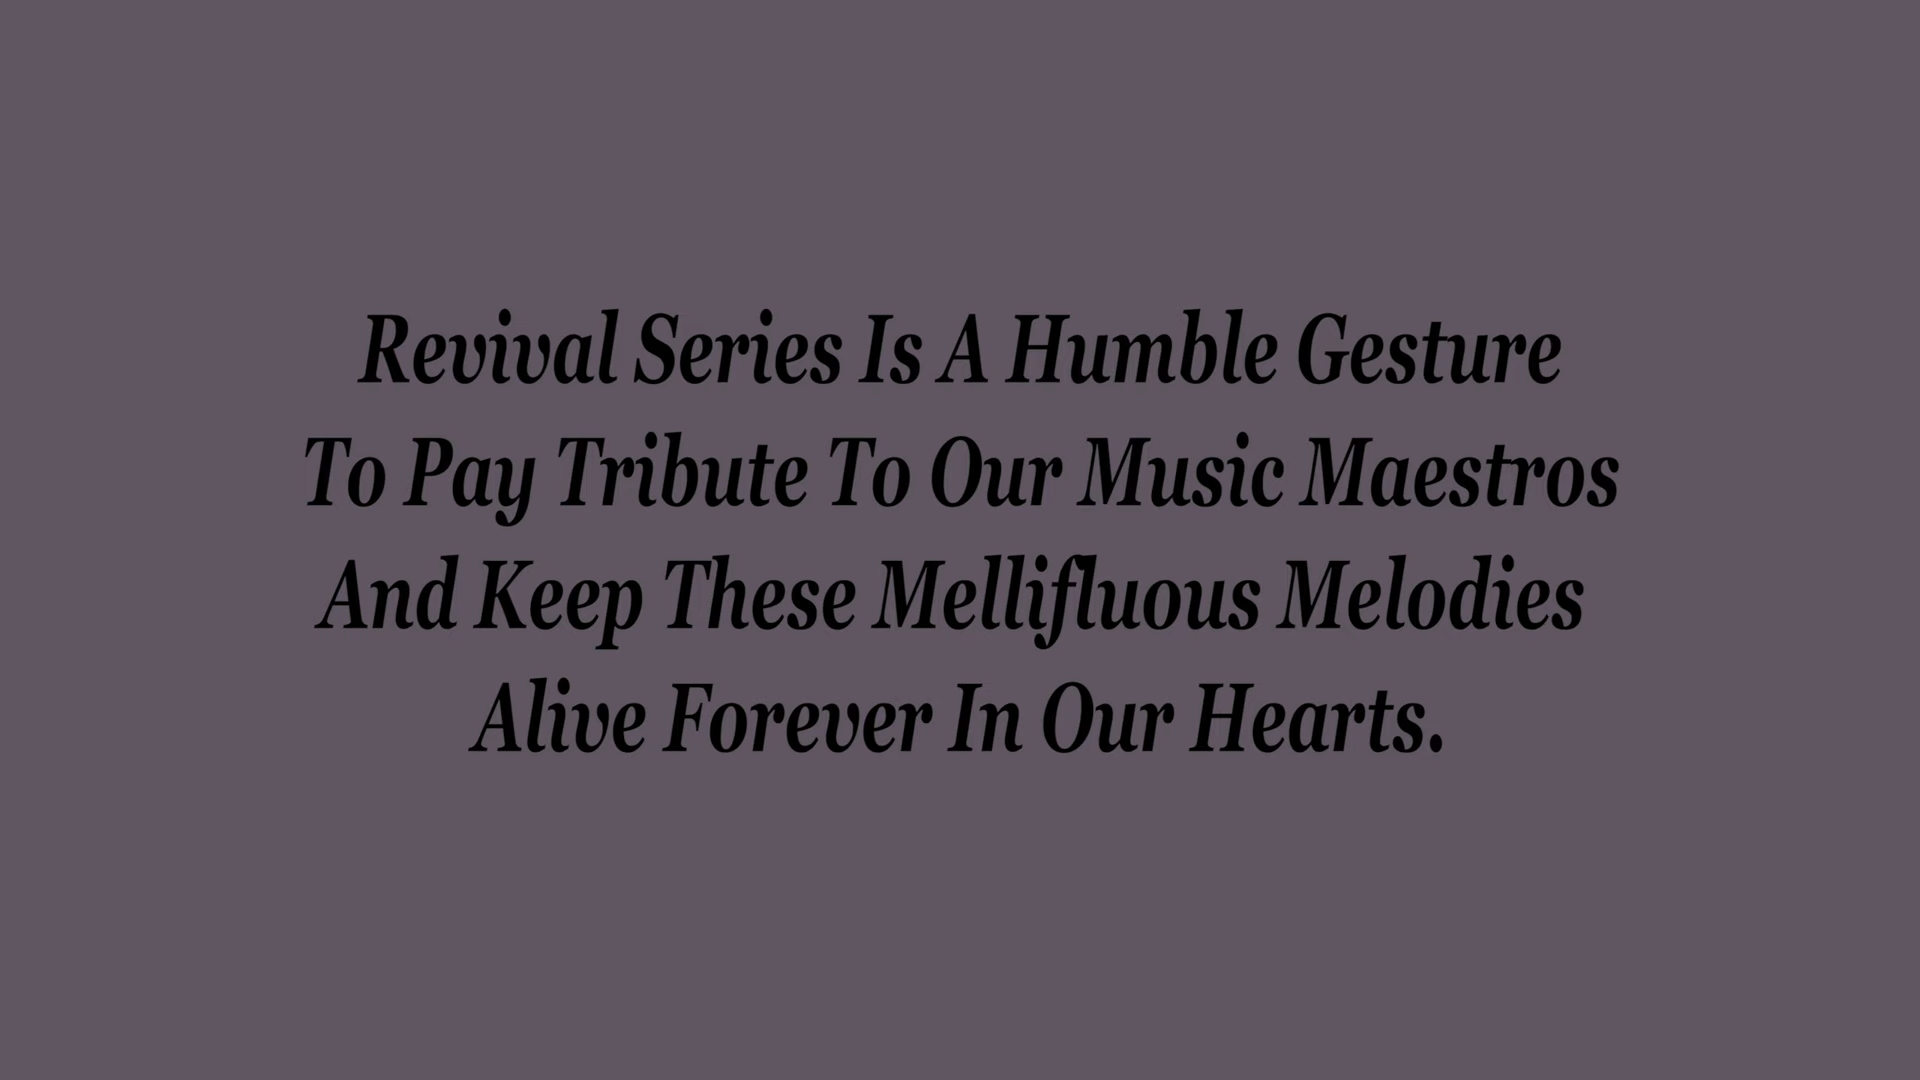 Revival Series Is A Humble Gesture
To Pay Tribute To Our Music Maestros
And Keep These Mellifluous Melodies
Alive Forever In Our Hearts.